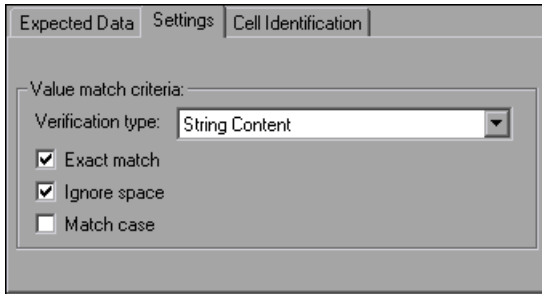 Expected Data Settings Cell Identification
Value match criteria:
Verification type: String Content
Exact match
Ignore space
Match case